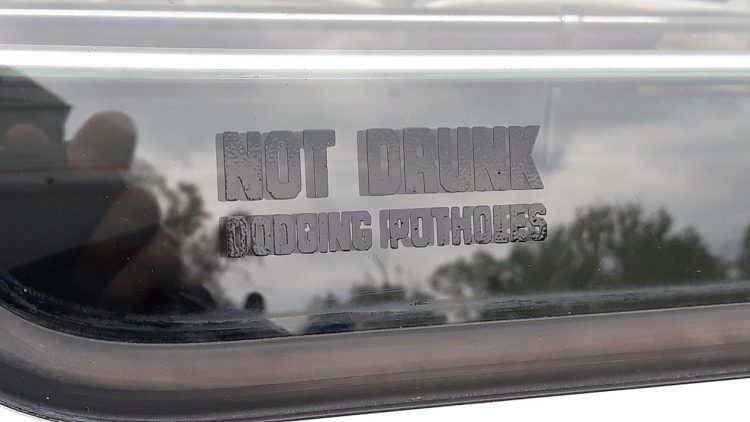 NOT DRUNK
DODGING POTHOLES